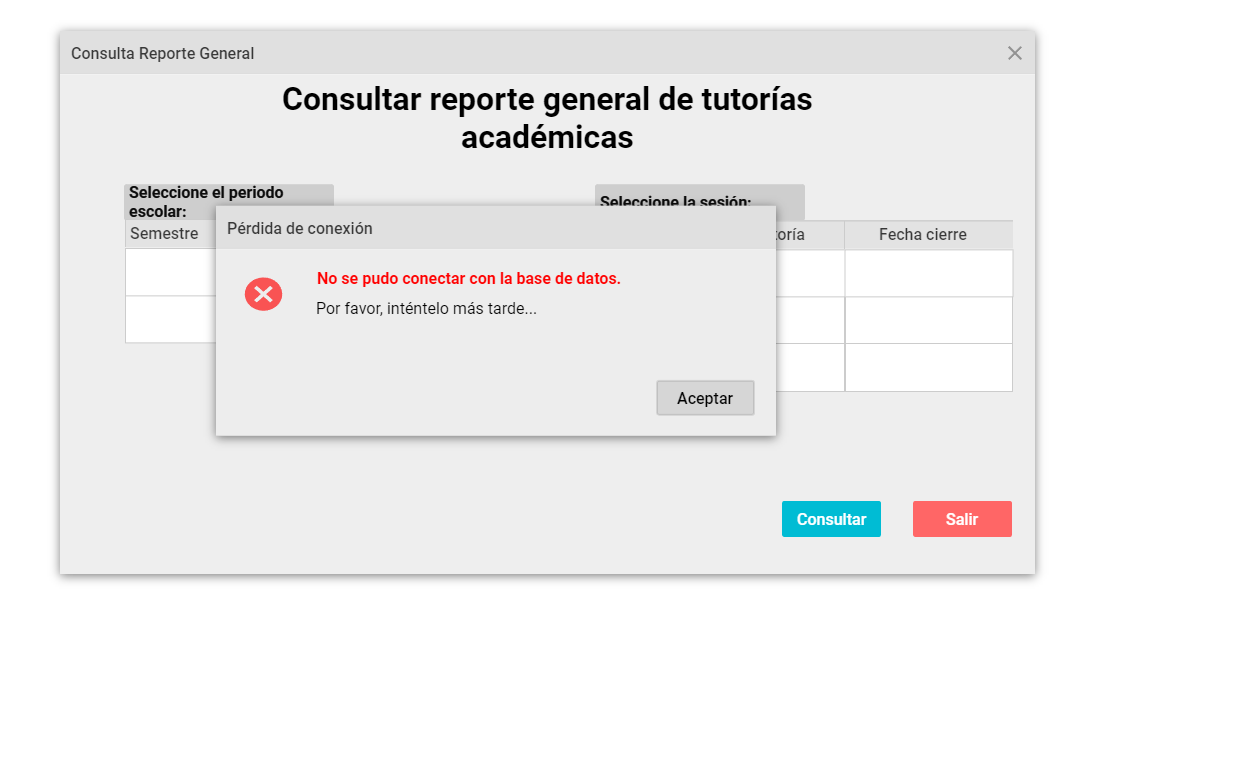 Consulta Reporte General
Consultar reporte general de tutorías
académicas
Seleccione el periodo
escolar:
Seleccione la sesión:
Semestre
Fecha cierre
Pérdida de conexión
No se pudo conectar con la base de datos.
Por favor, inténtelo más tarde...
Aceptar
Consultar
Salir